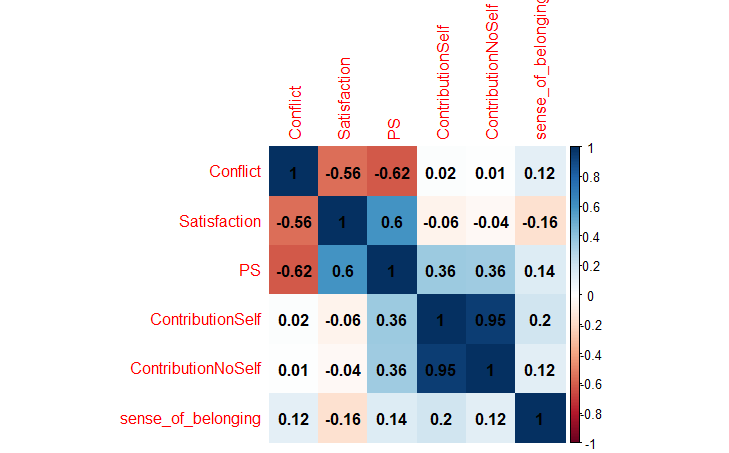 Conflict
Satisfaction
PS
ContributionSelf
ContributionNoSelf
sense_of_belonging
Conflict 1 -0.56 -0.62 0.02 0.01 0.12
Satisfaction -0.56 1 0.6 -0.06 -0.04 -0.16
PS -0.62 0.6 1 0.36 0.36 0.14
ContributionSelf 0.02 -0.06 0.36 1 0.95 0.2
ContributionNoSelf 0.01 -0.04 0.36 0.95 1 0.12
sense_of_belonging 0.12 -0.16 0.14 0.2 0.12 1
1
0.8
0.6
0.4
0.2
0
-0.2
-0.4
-0.6
-0.8
-1